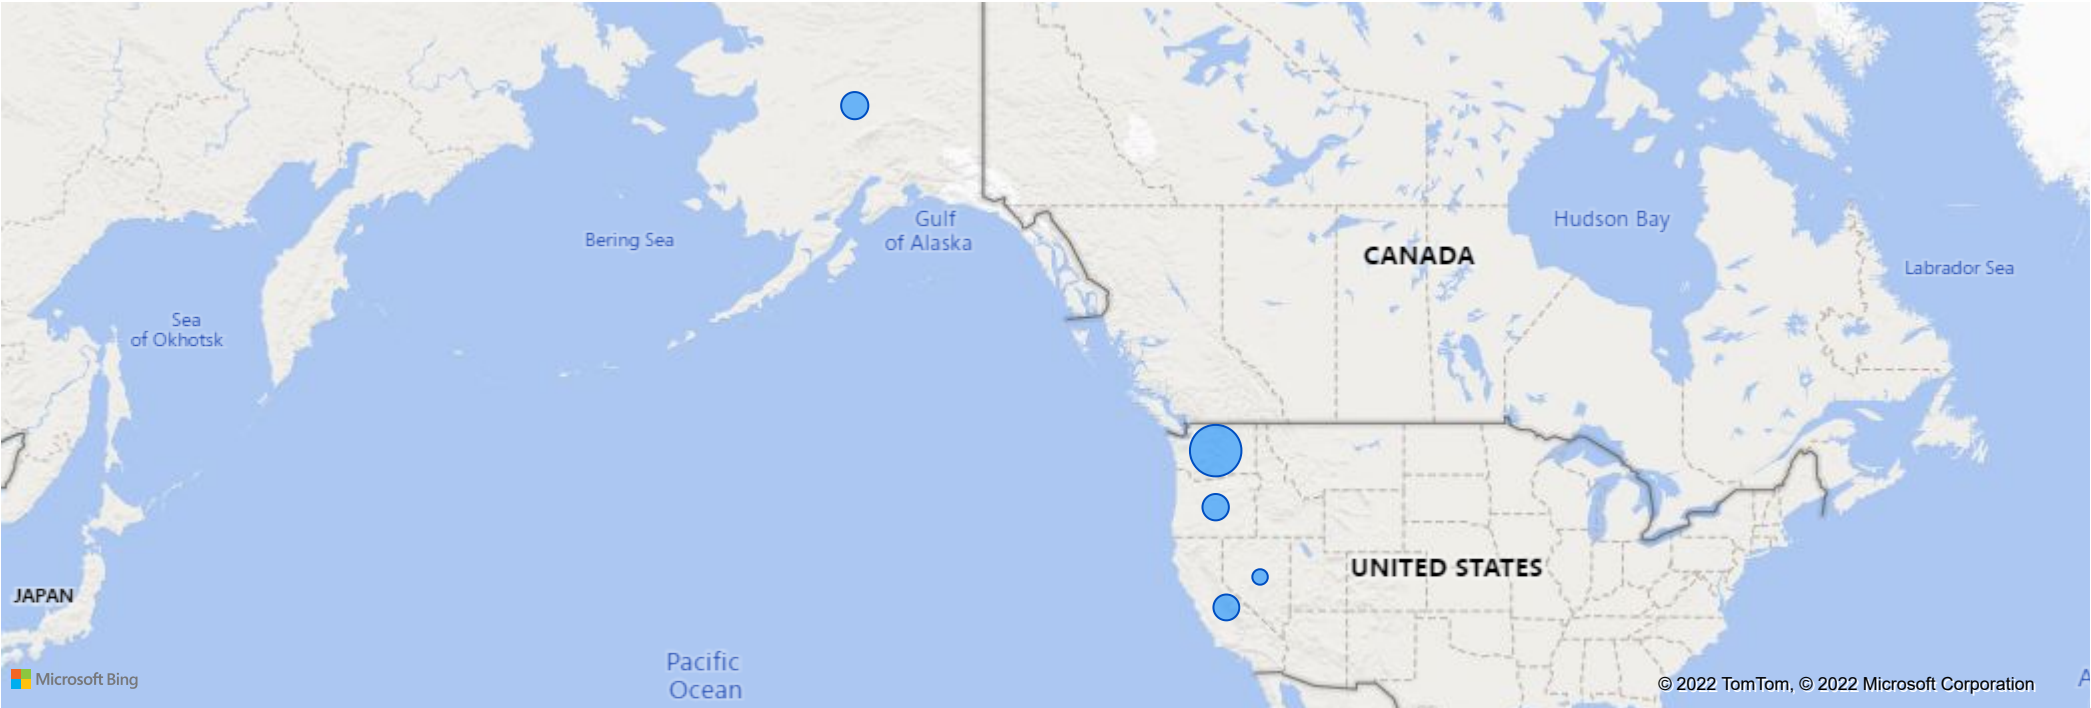 Gulf
of Alaska
Hudson Bay
Bering Sea
CANADA
Labrador Sea
Sea
of Okhotsk
UNITED STATES
JAPAN
Pacific
Ocean
A
Microsoft Bing
© 2022 TomTom, © 2022 Microsoft Corporation